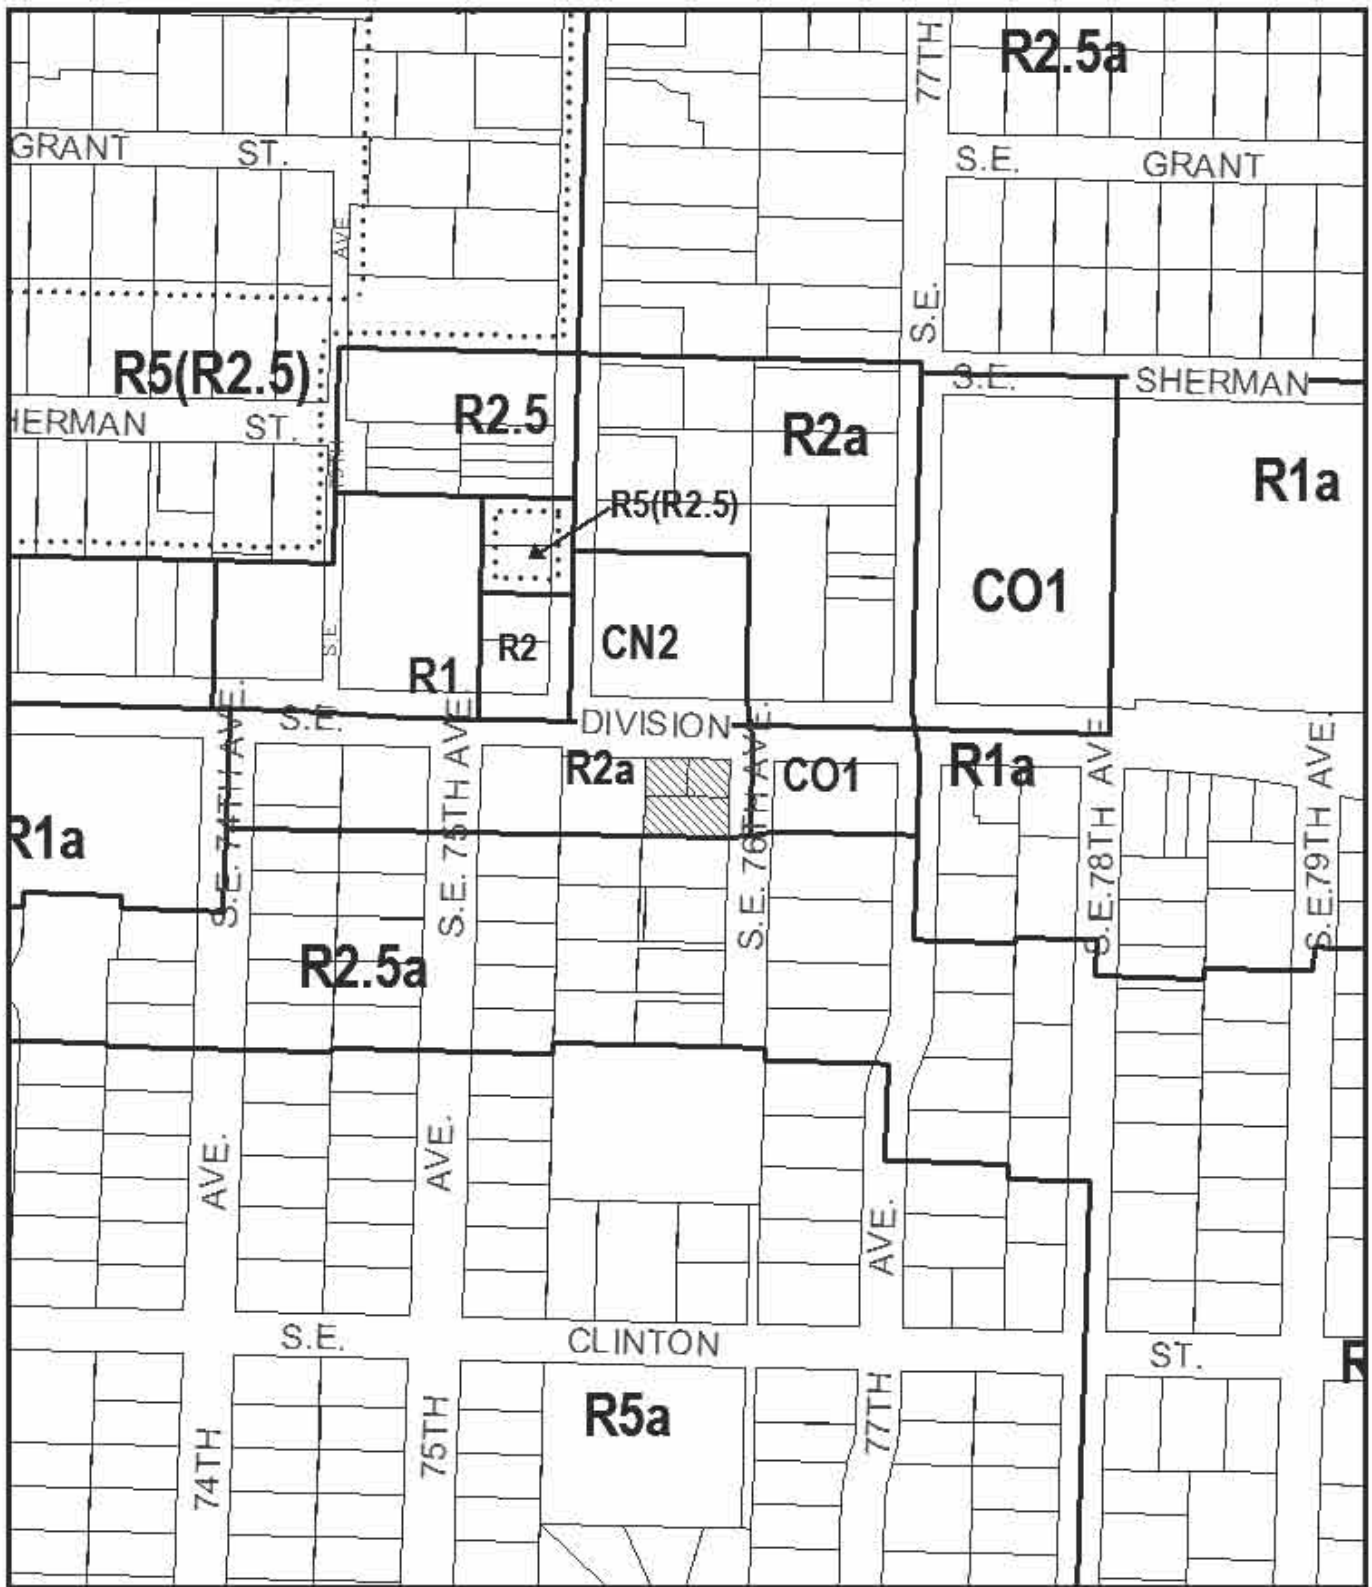 77TH
R2.5a
GRANT ST.
S.E. GRANT
AVE
S.E.
R5(R2.5)
S.E. SHERMAN
R2.5
HERMAN ST.
R2a
R1a
R5(R2.5)
CO1
S.E.
R2
CN2
R1
S.E. DIVISION
S.E. 74TH AVE.
S.E. 75TH AVE.
R2a
S.E. 76TH AVE.
CO1
R1a
S.E.78TH AVE
S.E.79TH AVE.
R1a
R2.5a
AVE.
AVE.
AVE.
S.E. CLINTON ST.
R
R5a
74TH
75TH
77TH